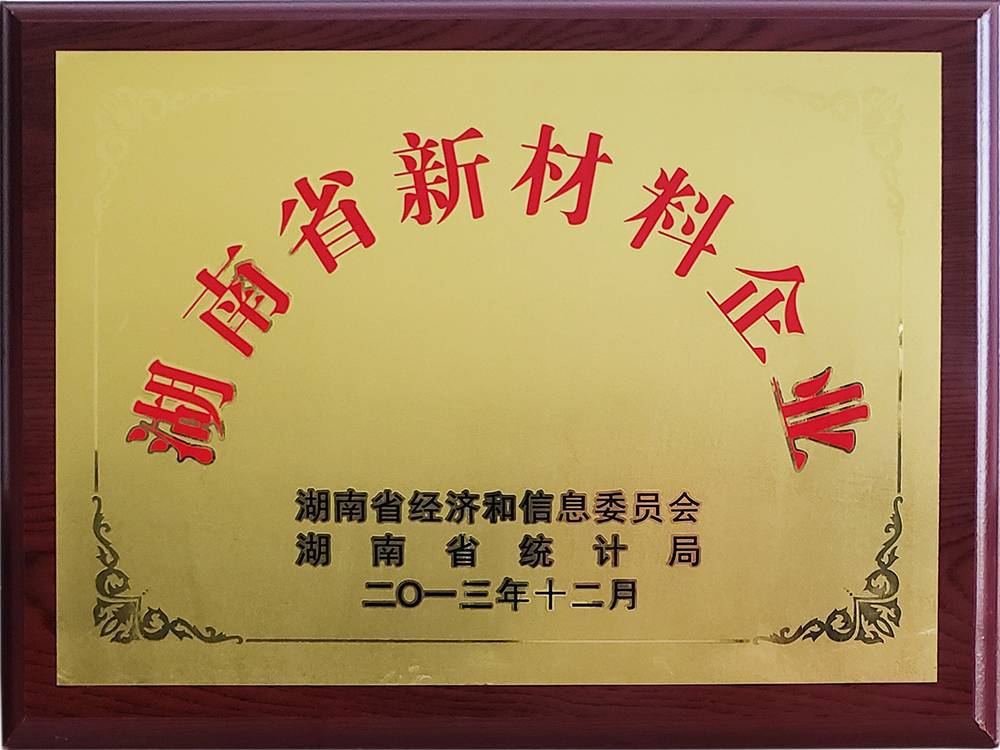 湖南省新材料企业
湖南省经济和信息委员会
湖南省统计局
二〇一三年十二月